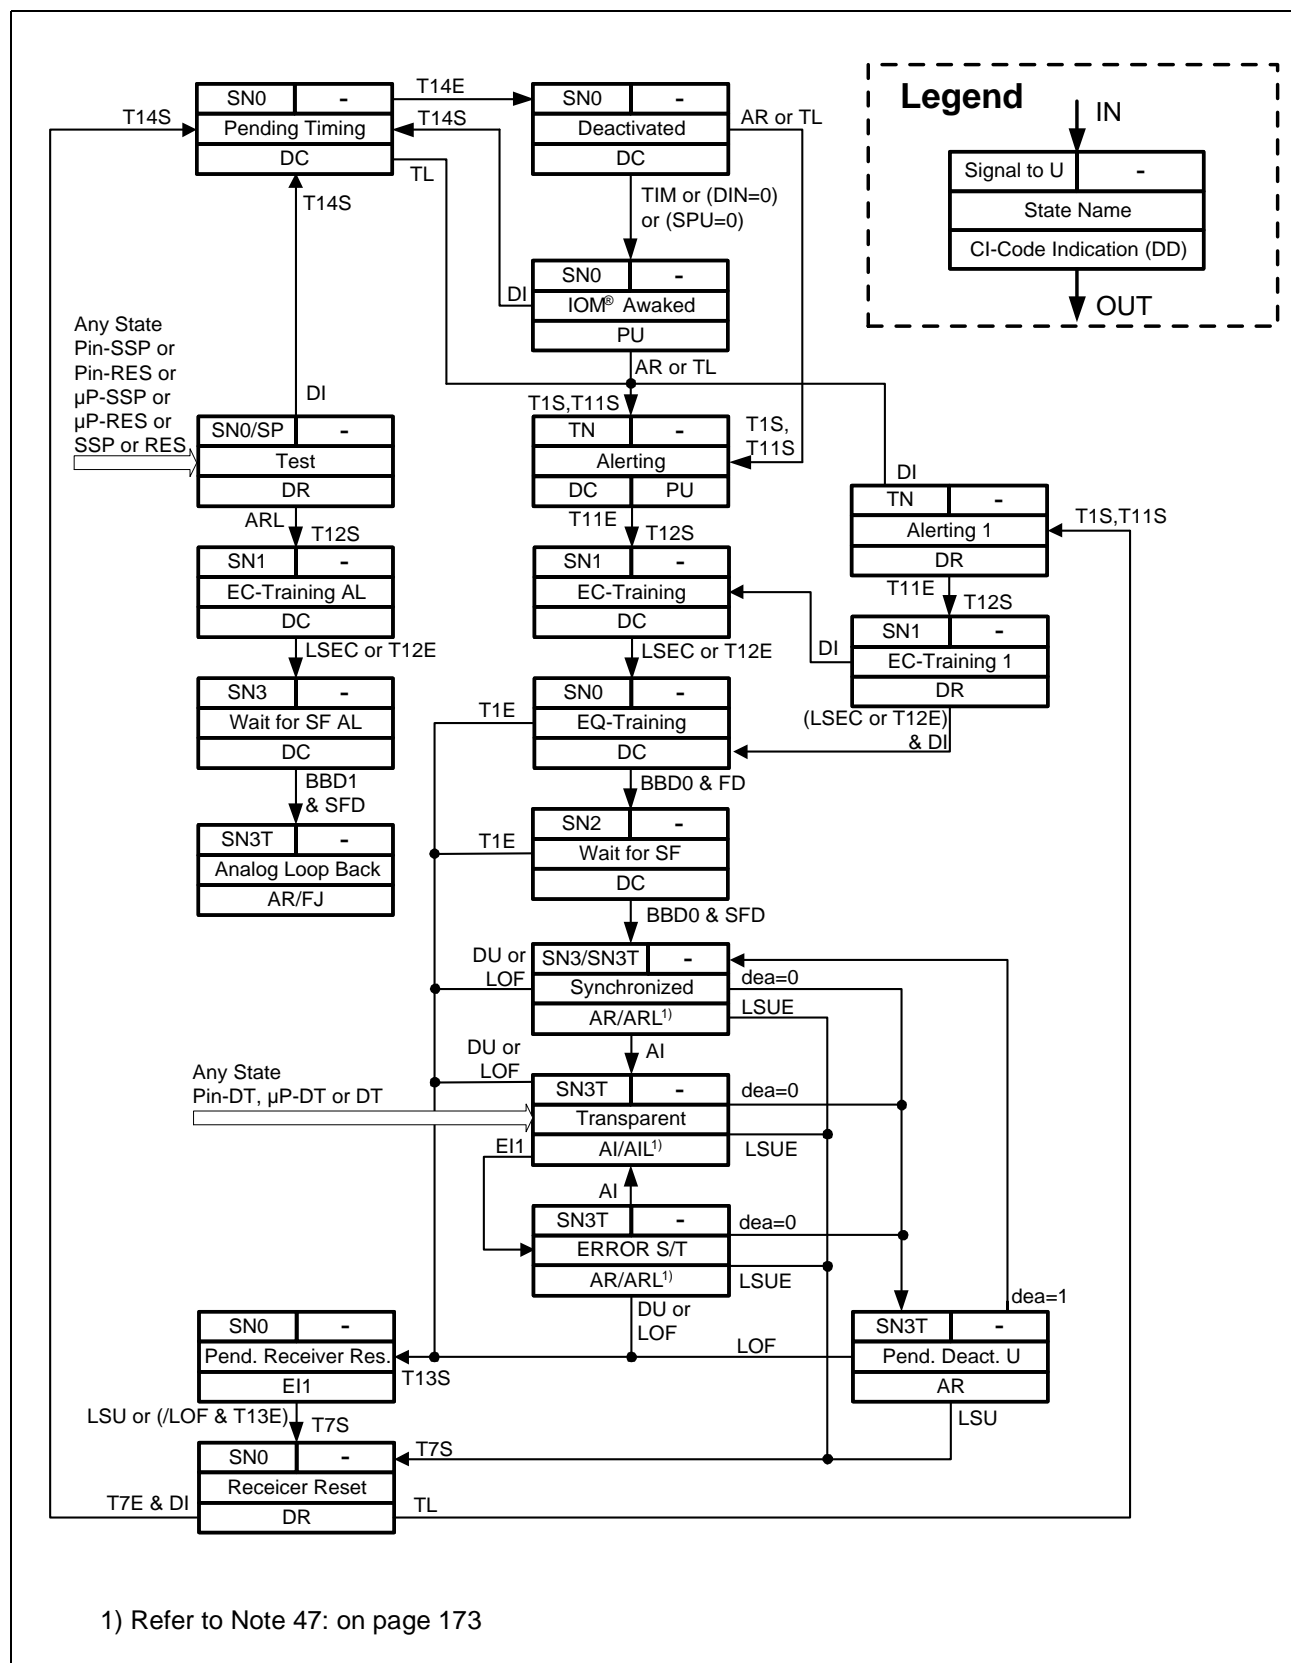 Legend
IN
Signal to U
-
State Name
CI-Code Indication (DD)
OUT
T14S
SN0
-
Pending Timing
DC
T14E
T14S
TL
T14S
SN0
-
Deactivated
DC
AR or TL
TIM or (DIN=0)
or (SPU=0)
SN0
-
IOM® Awaked
PU
DI
AR or TL
Any State
Pin-SSP or
Pin-RES or
µP-SSP or
µP-RES or
SSP or RES
DI
SN0/SP
-
Test
DR
ARL
T12S
T1S,T11S
TN
-
Alerting
DC
PU
T1S,
T11S
T11E
T12S
DI
TN
-
Alerting 1
DR
T1S,T11S
T11E
T12S
SN1
-
EC-Training AL
DC
LSEC or T12E
SN1
-
EC-Training
DC
LSEC or T12E
DI
SN1
-
EC-Training 1
DR
(LSEC or T12E)
& DI
SN3
-
Wait for SF AL
DC
BBD1
& SFD
T1E
SN0
-
EQ-Training
DC
BBD0 & FD
SN3T
-
Analog Loop Back
AR/FJ
T1E
SN2
-
Wait for SF
DC
BBD0 & SFD
DU or
LOF
SN3/SN3T
-
Synchronized
AR/ARL1)
dea=0
LSUE
AI
DU or
LOF
Any State
Pin-DT, µP-DT or DT
SN3T
-
Transparent
AI/AIL1)
dea=0
LSUE
EI1
AI
SN3T
-
ERROR S/T
AR/ARL1)
dea=0
LSUE
DU or
LOF
dea=1
SN0
-
Pend. Receiver Res.
EI1
T13S
LOF
SN3T
-
Pend. Deact. U
AR
LSU
LSU or (/LOF & T13E)
T7S
SN0
-
Receicer Reset
DR
T7S
T7E & DI
TL
1) Refer to Note 47: on page 173